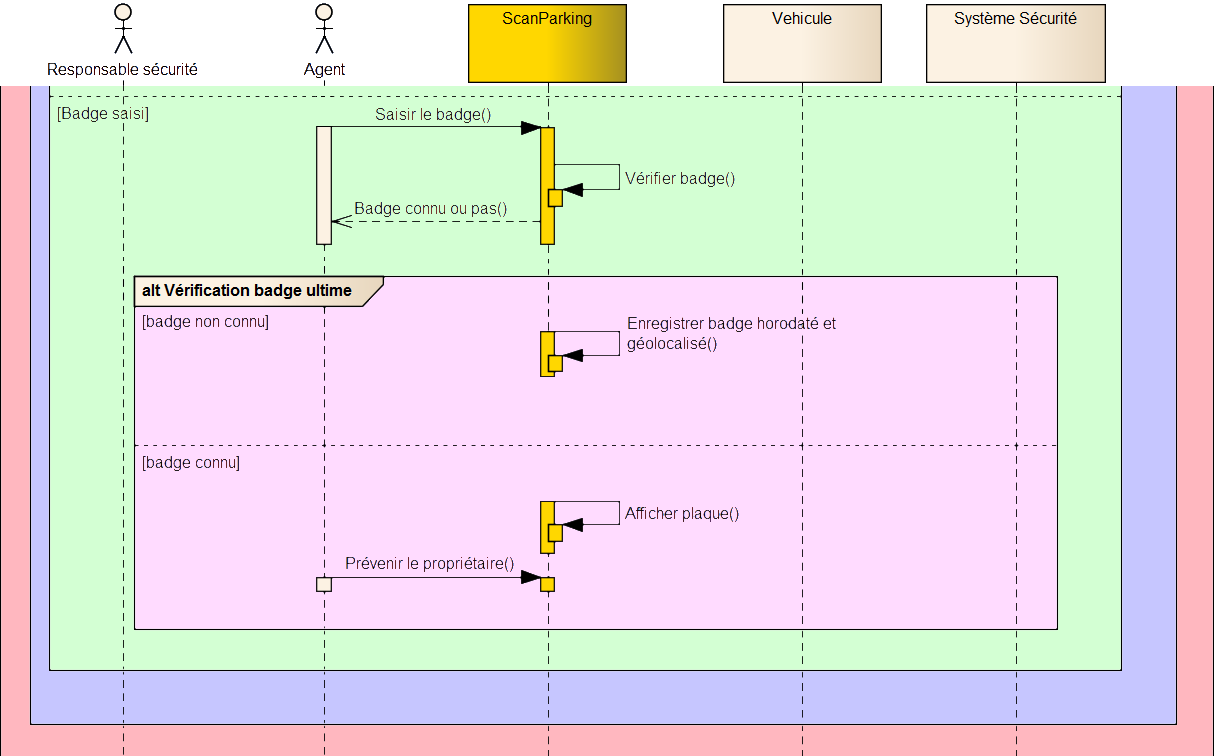 Responsable sécurité
Agent
ScanParking
Vehicule
Système Sécurité
[Badge saisi]
Saisir le badge()
Vérifier badge()
Badge connu ou pas()
alt Vérification badge ultime
[badge non connu]
Enregistrer badge horodaté et
géolocalisé()
[badge connu]
Afficher plaque()
Prévenir le propriétaire()